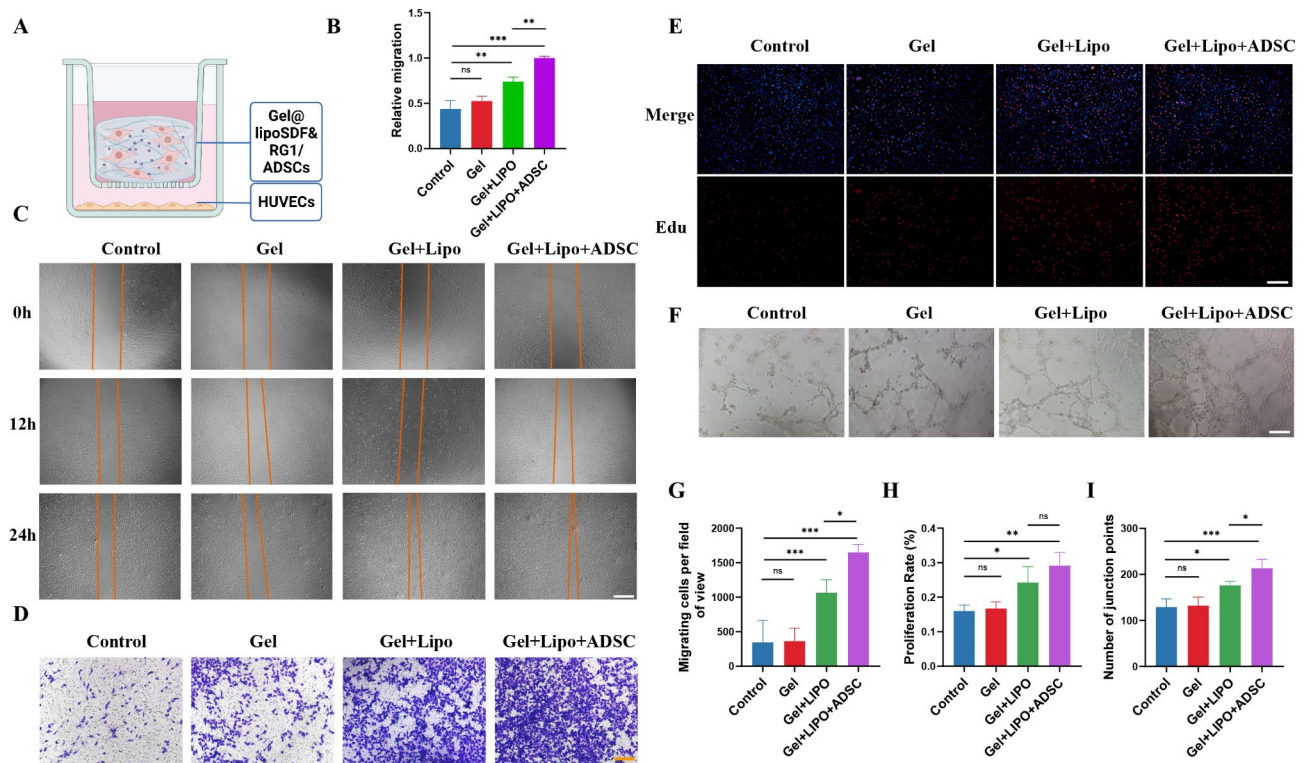 A
Gel@
lipoSDF&
RG1/
ADSCs
HUVECs
B
Relative migration
1.5
1.0
0.5
0.0
ns
**
***
**
Control
Gel
Gel+LIPO
Gel+LIPO+ADSC
C
Control Gel Gel+Lipo Gel+Lipo+ADSC
0h
12h
24h
D
Control Gel Gel+Lipo Gel+Lipo+ADSC
E
Control Gel Gel+Lipo Gel+Lipo+ADSC
Merge
Edu
F
Control Gel Gel+Lipo Gel+Lipo+ADSC
G
Migrating cells per field
of view
2000
1500
1000
500
0
ns
***
***
*
Control
Gel
Gel+LIPO
Gel+LIPO+ADSC
H
Proliferation Rate (%)
0.4
0.3
0.2
0.1
0.0
ns
*
**
ns
Control
Gel
Gel+LIPO
Gel+LIPO+ADSC
I
Number of junction points
300
200
100
0
ns
*
***
*
Control
Gel
Gel+LIPO
Gel+LIPO+ADSC